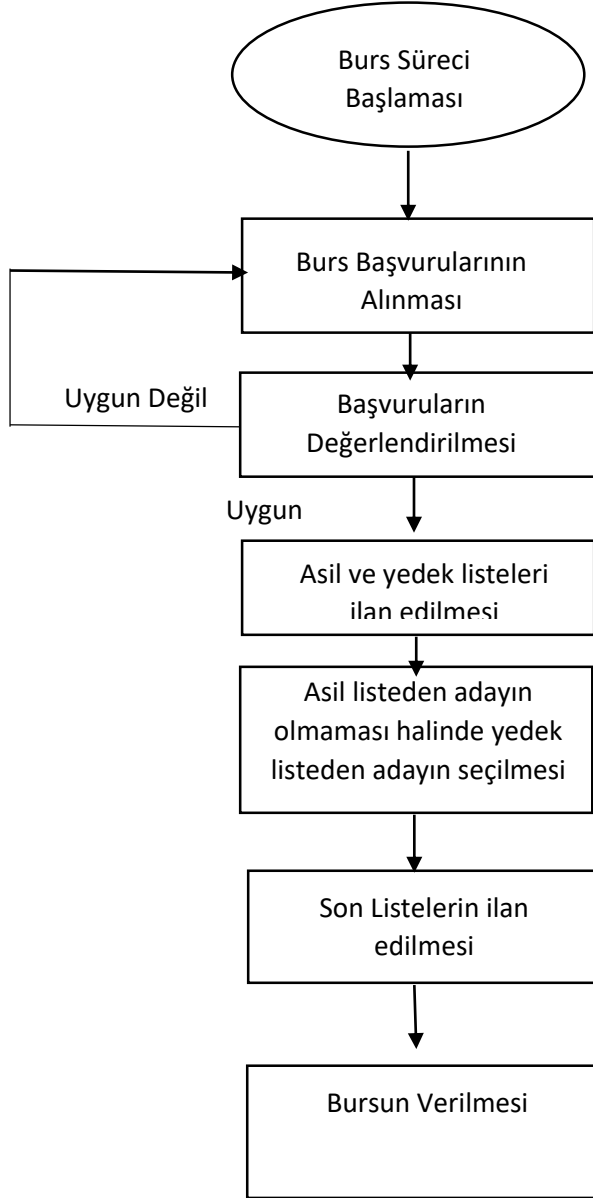 Burs Süreci
Başlaması
Burs Başvurularının
Alınması
Uygun Değil
Başvuruların
Değerlendirilmesi
Uygun
Asil ve yedek listeleri
ilan edilmesi
Asil listeden adayın
olmaması halinde yedek
listeden adayın seçilmesi
Son Listelerin ilan
edilmesi
Bursun Verilmesi